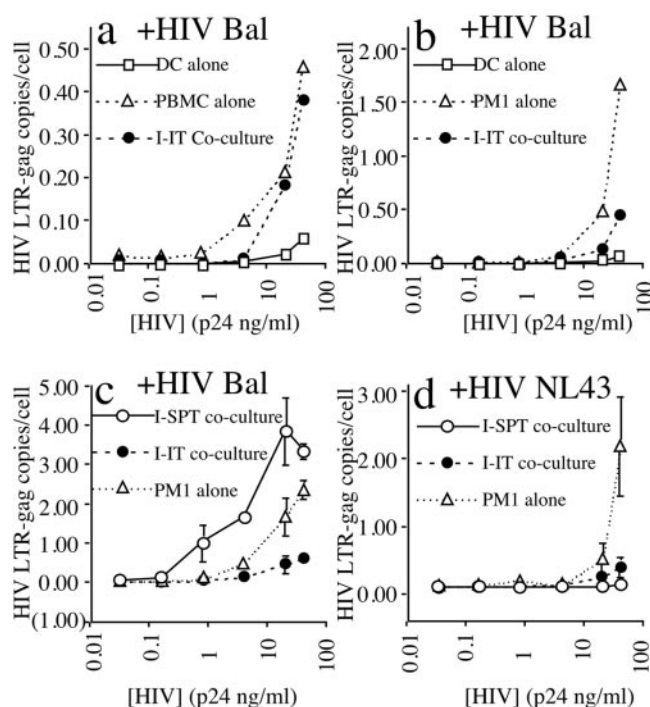 a +HIV Bal
HIV LTR-gag copies/cell
0.50
0.40
0.30
0.20
0.10
0.00
DC alone
PBMC alone
I-IT Co-culture
0.01
0.1
1
10
100
[HIV] (p24 ng/ml)
b +HIV Bal
HIV LTR-gag copies/cell
2.00
1.50
1.00
0.50
0.00
DC alone
PM1 alone
I-IT co-culture
0.01
0.1
1
10
100
[HIV] (p24 ng/ml)
c +HIV Bal
HIV LTR-gag copies/cell
5.00
4.00
3.00
2.00
1.00
0.00
(1.00)
I-SPT co-culture
I-IT co-culture
PM1 alone
0.01
0.1
1
10
100
[HIV] (p24 ng/ml)
d +HIV NL43
HIV LTR-gag copies/cell
3.00
2.00
1.00
0.00
I-SPT co-culture
I-IT co-culture
PM1 alone
0.01
0.1
1
10
100
[HIV] (p24 ng/ml)